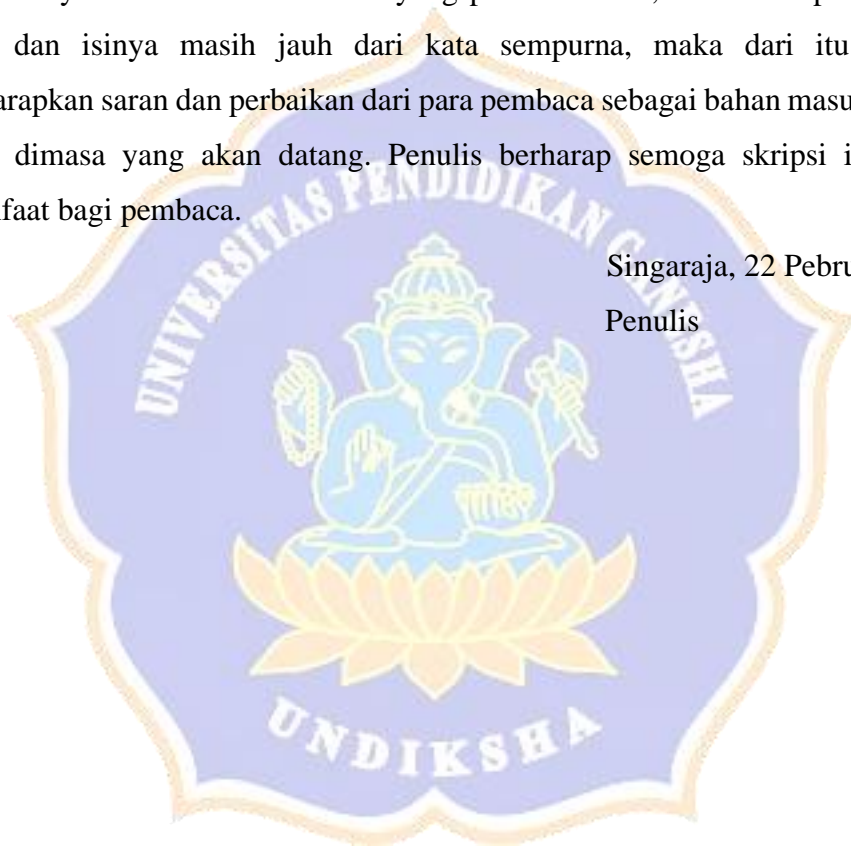 dan isinya masih jauh dari kata sempurna, maka dari itu
arapkan saran dan perbaikan dari para pembaca sebagai bahan masu
dimasa yang akan datang. Penulis berharap semoga skripsi i
faat bagi pembaca.
Singaraja, 22 Pebru
Penulis
UNIVERSITAS PENDIDIKAN GANESHA
UNDIKSHA